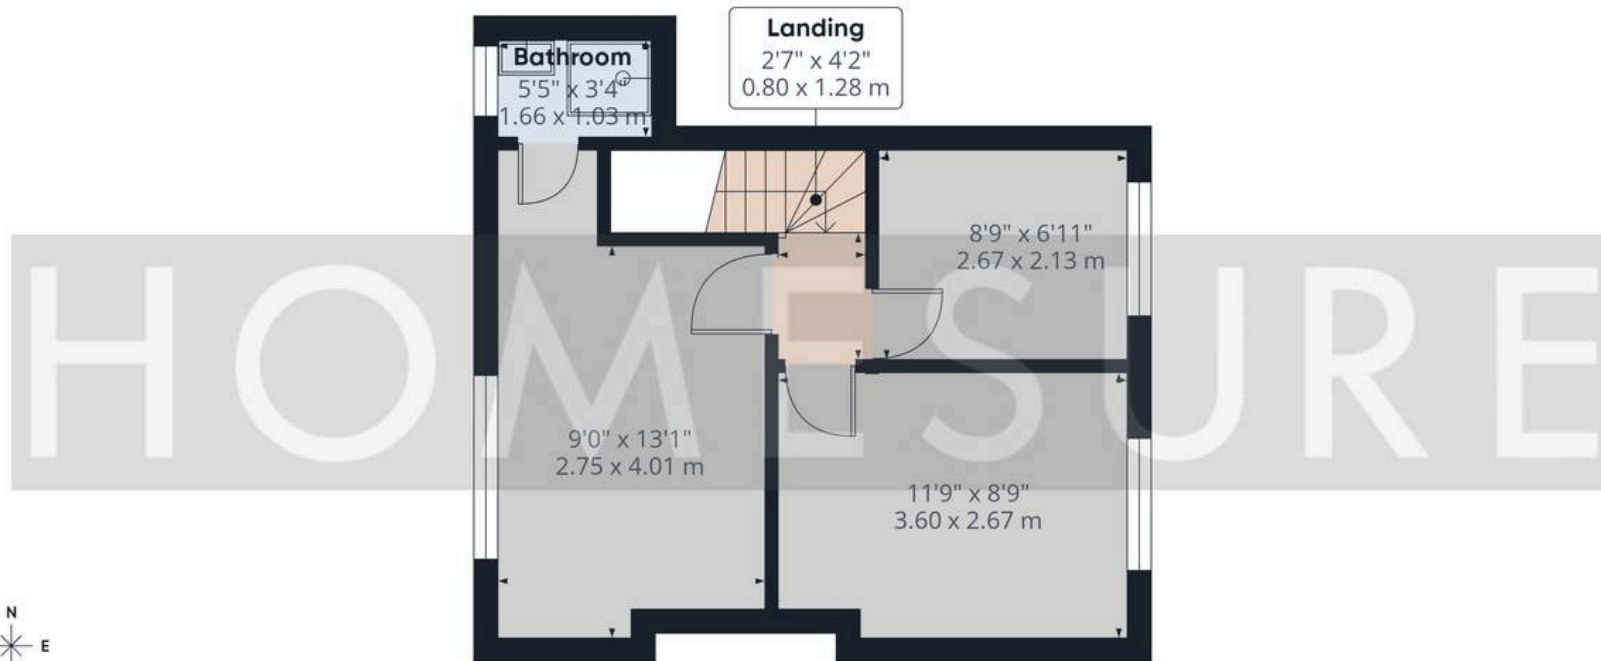 Landing
2'7" x 4'2"
0.80 x 1.28 m
Bathroom
5'5" x 3'4"
1.66 x 1.03 m
8'9" x 6'11"
2.67 x 2.13 m
HOMESURE
9'0" x 13'1"
2.75 x 4.01 m
11'9" x 8'9"
3.60 x 2.67 m
N
E